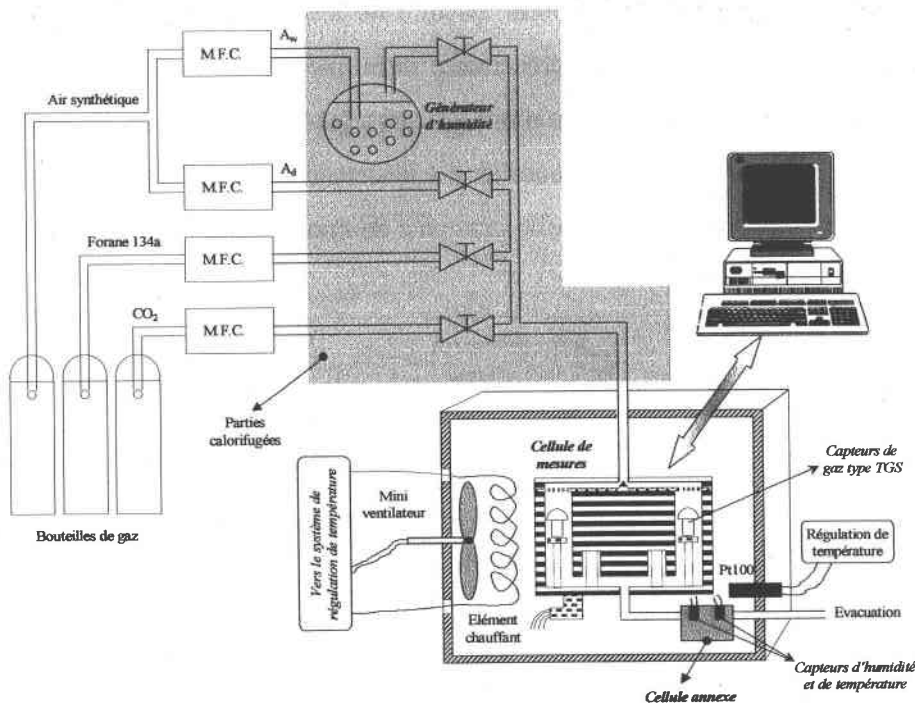 A_w
M.F.C.
Air synthétique
Générateur
d'humidité
A_d
M.F.C.
Forane 134a
M.F.C.
CO₂
M.F.C.
Parties
calorifugées
Bouteilles de gaz
Vers le système de
régulation de température
Mini
ventilateur
Elément
chauffant
Cellule de
mesures
Capteurs de
gaz type TGS
Régulation de
température
Pt100
Evacuation
Capteurs d'humidité
et de température
Cellule annexe